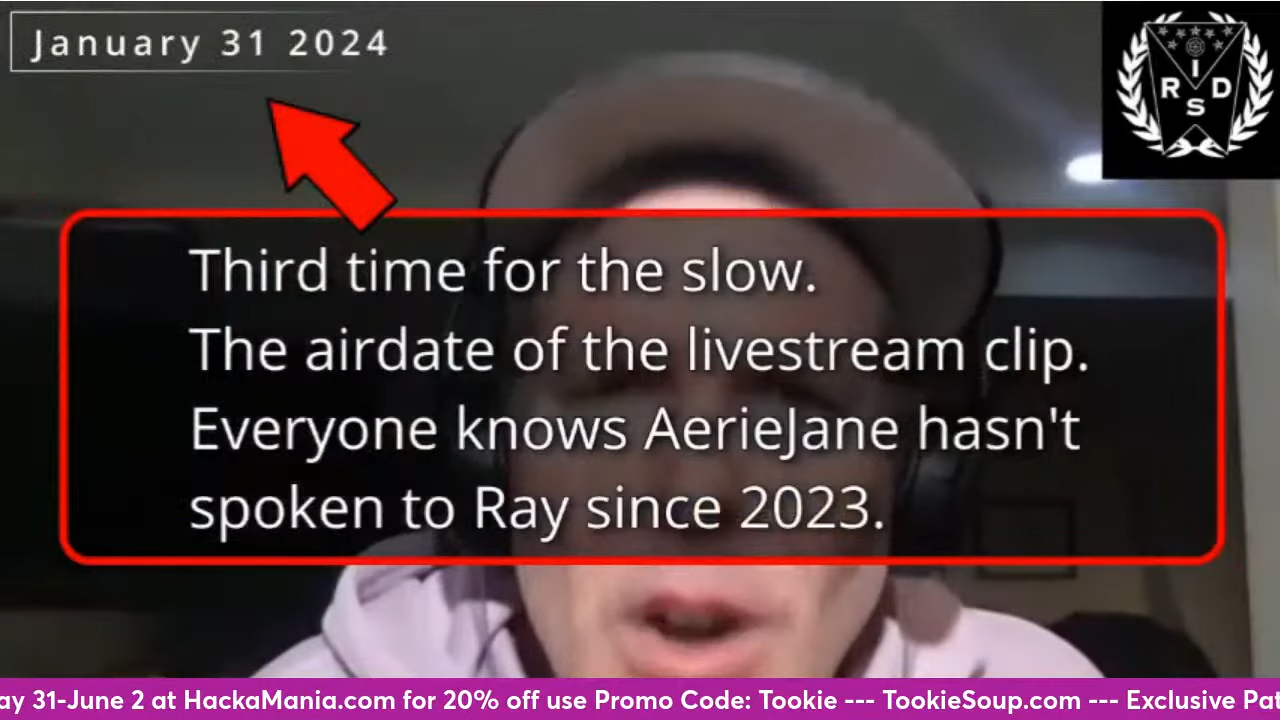 January 31 2024
I
R D
S
Third time for the slow.
The airdate of the livestream clip.
Everyone knows AerieJane hasn't
spoken to Ray since 2023.
ay 31-June 2 at HackaMania.com for 20% off use Promo Code: Tookie --- TookieSoup.com --- Exclusive Pat